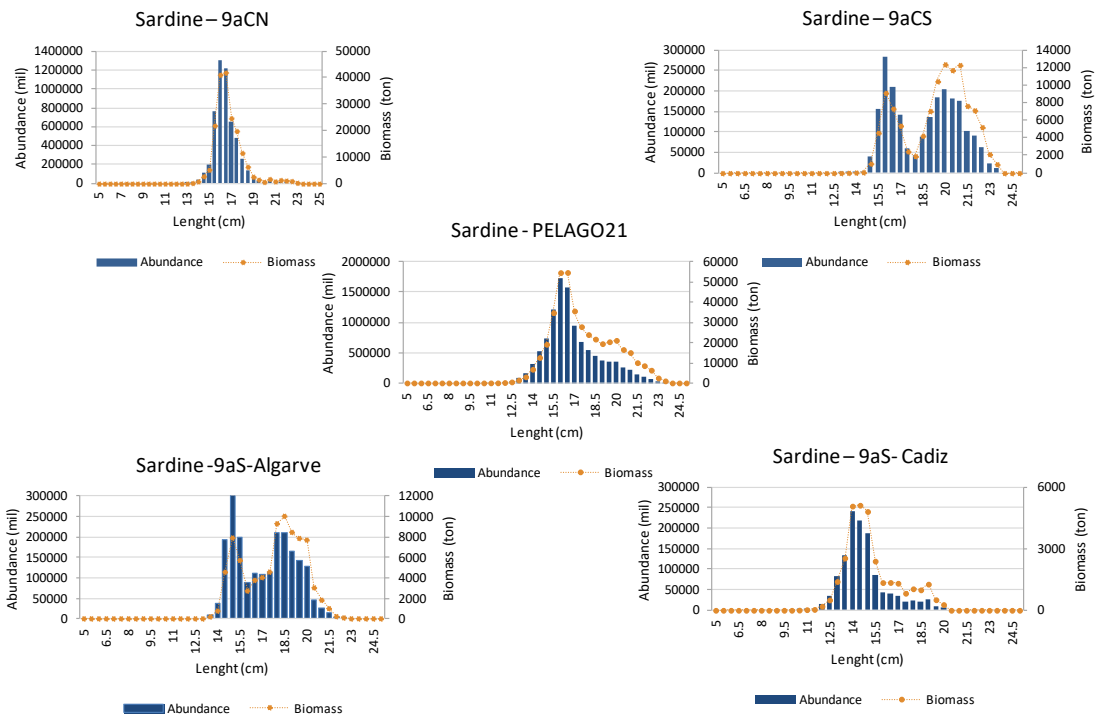 Sardine – 9aCN
1400000
1200000
1000000
800000
600000
400000
200000
0
50000
40000
30000
20000
10000
0
Abundance (mil)
Biomass (ton)
5 7 9 11 13 15 17 19 21 23 25
Lenght (cm)
Abundance Biomass
Sardine – 9aCS
300000
250000
200000
150000
100000
50000
0
14000
12000
10000
8000
6000
4000
2000
0
Abundance (mil)
Biomass (ton)
5 6.5 8 9.5 11 12.5 14 15.5 17 18.5 20 21.5 23 24.5
Lenght (cm)
Abundance Biomass
Sardine - PELAGO21
2000000
1500000
1000000
500000
0
60000
50000
40000
30000
20000
10000
0
Abundance (mil)
Biomass (ton)
5 6.5 8 9.5 11 12.5 14 15.5 17 18.5 20 21.5 23 24.5
Lenght (cm)
Abundance Biomass
Sardine -9aS-Algarve
300000
250000
200000
150000
100000
50000
0
12000
10000
8000
6000
4000
2000
0
Abundance (mil)
Biomass (ton)
5 6.5 8 9.5 11 12.5 14 15.5 17 18.5 20 21.5 23 24.5
Lenght (cm)
Abundance Biomass
Sardine – 9aS- Cadiz
300000
250000
200000
150000
100000
50000
0
6000
3000
0
Abundance (mil)
Biomass (ton)
5 6.5 8 9.5 11 12.5 14 15.5 17 18.5 20 21.5 23 24.5
Lenght (cm)
Abundance Biomass